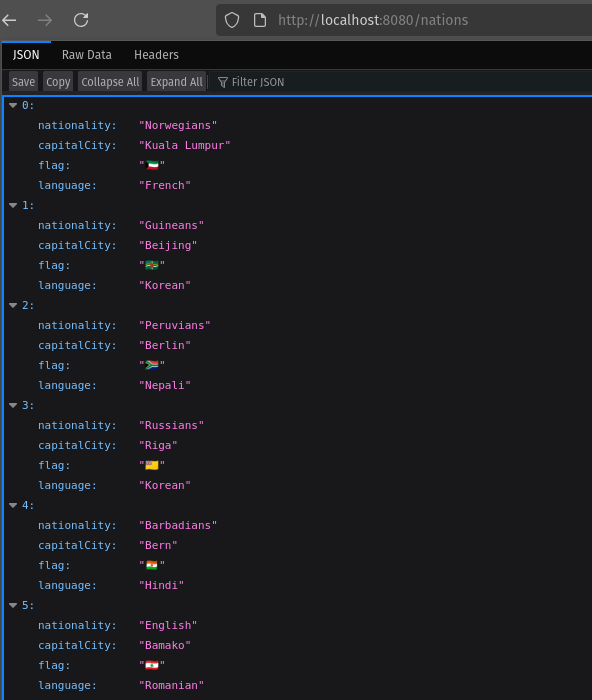 http://localhost:8080/nations
JSON Raw Data Headers
Save Copy Collapse All Expand All Filter JSON
0:
nationality: "Norwegians"
capitalCity: "Kuala Lumpur"
flag: "🇰🇼"
language: "French"
1:
nationality: "Guineans"
capitalCity: "Beijing"
flag: "🇩🇲"
language: "Korean"
2:
nationality: "Peruvians"
capitalCity: "Berlin"
flag: "🇿🇦"
language: "Nepali"
3:
nationality: "Russians"
capitalCity: "Riga"
flag: "🇳🇺"
language: "Korean"
4:
nationality: "Barbadians"
capitalCity: "Bern"
flag: "🇳🇪"
language: "Hindi"
5:
nationality: "English"
capitalCity: "Bamako"
flag: "🇱🇧"
language: "Romanian"